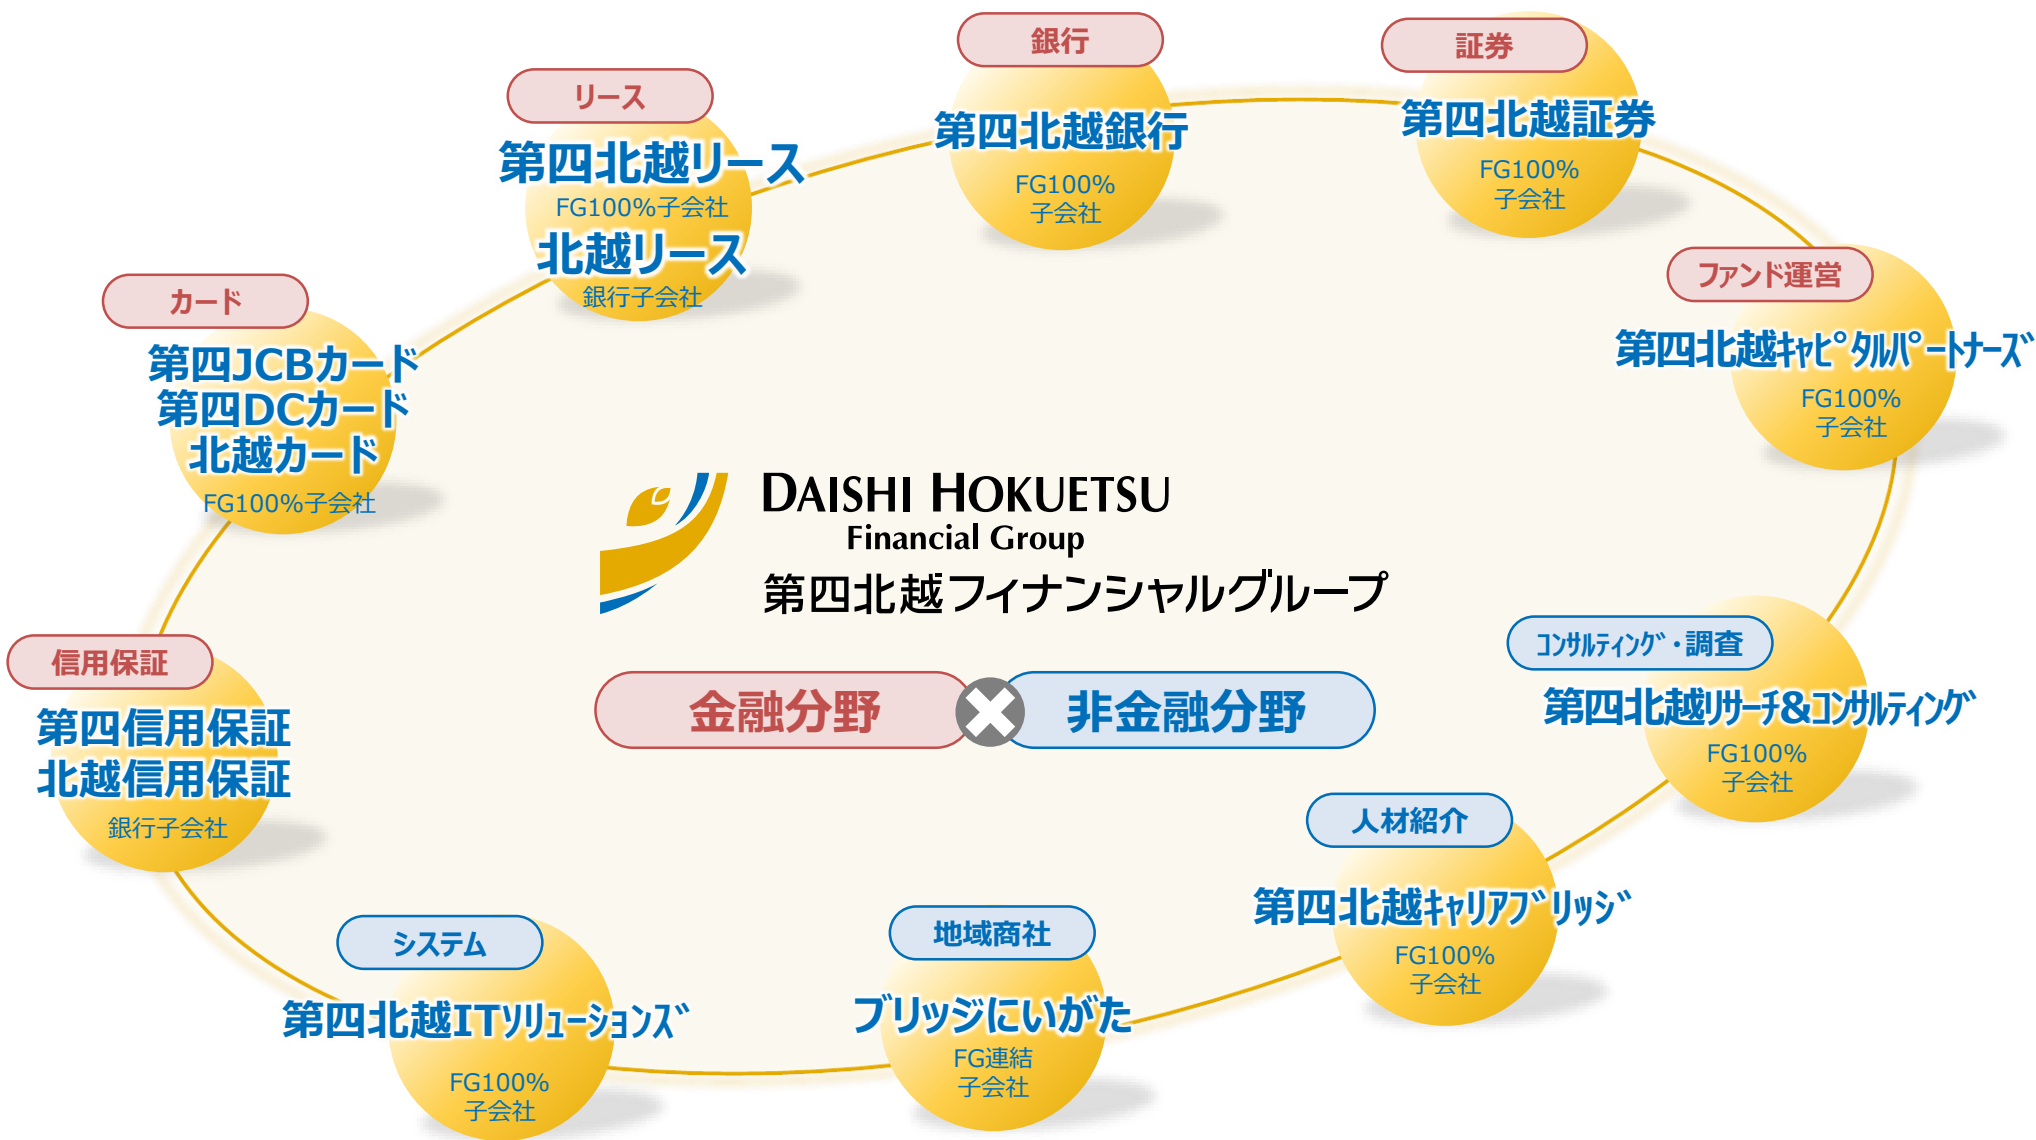 銀行
第四北越銀行
FG100%
子会社
証券
第四北越証券
FG100%
子会社
ファンド運営
第四北越ｷｬﾋﾟﾀﾙﾊﾟｰﾄﾅｰｽﾞ
FG100%
子会社
ｺﾝｻﾙﾃｨﾝｸﾞ・調査
第四北越ﾘｻｰﾁ&ｺﾝｻﾙﾃｨﾝｸﾞ
FG100%
子会社
人材紹介
第四北越ｷｬﾘｱﾌﾞﾘｯｼﾞ
FG100%
子会社
地域商社
ブリッジにいがた
FG連結
子会社
システム
第四北越ITｿﾘｭｰｼｮﾝｽﾞ
FG100%
子会社
信用保証
第四信用保証
北越信用保証
銀行子会社
カード
第四JCBカード
第四DCカード
北越カード
FG100%子会社
リース
第四北越リース
FG100%子会社
北越リース
銀行子会社
DAISHI HOKUETSU
Financial Group
第四北越フィナンシャルグループ
金融分野
非金融分野